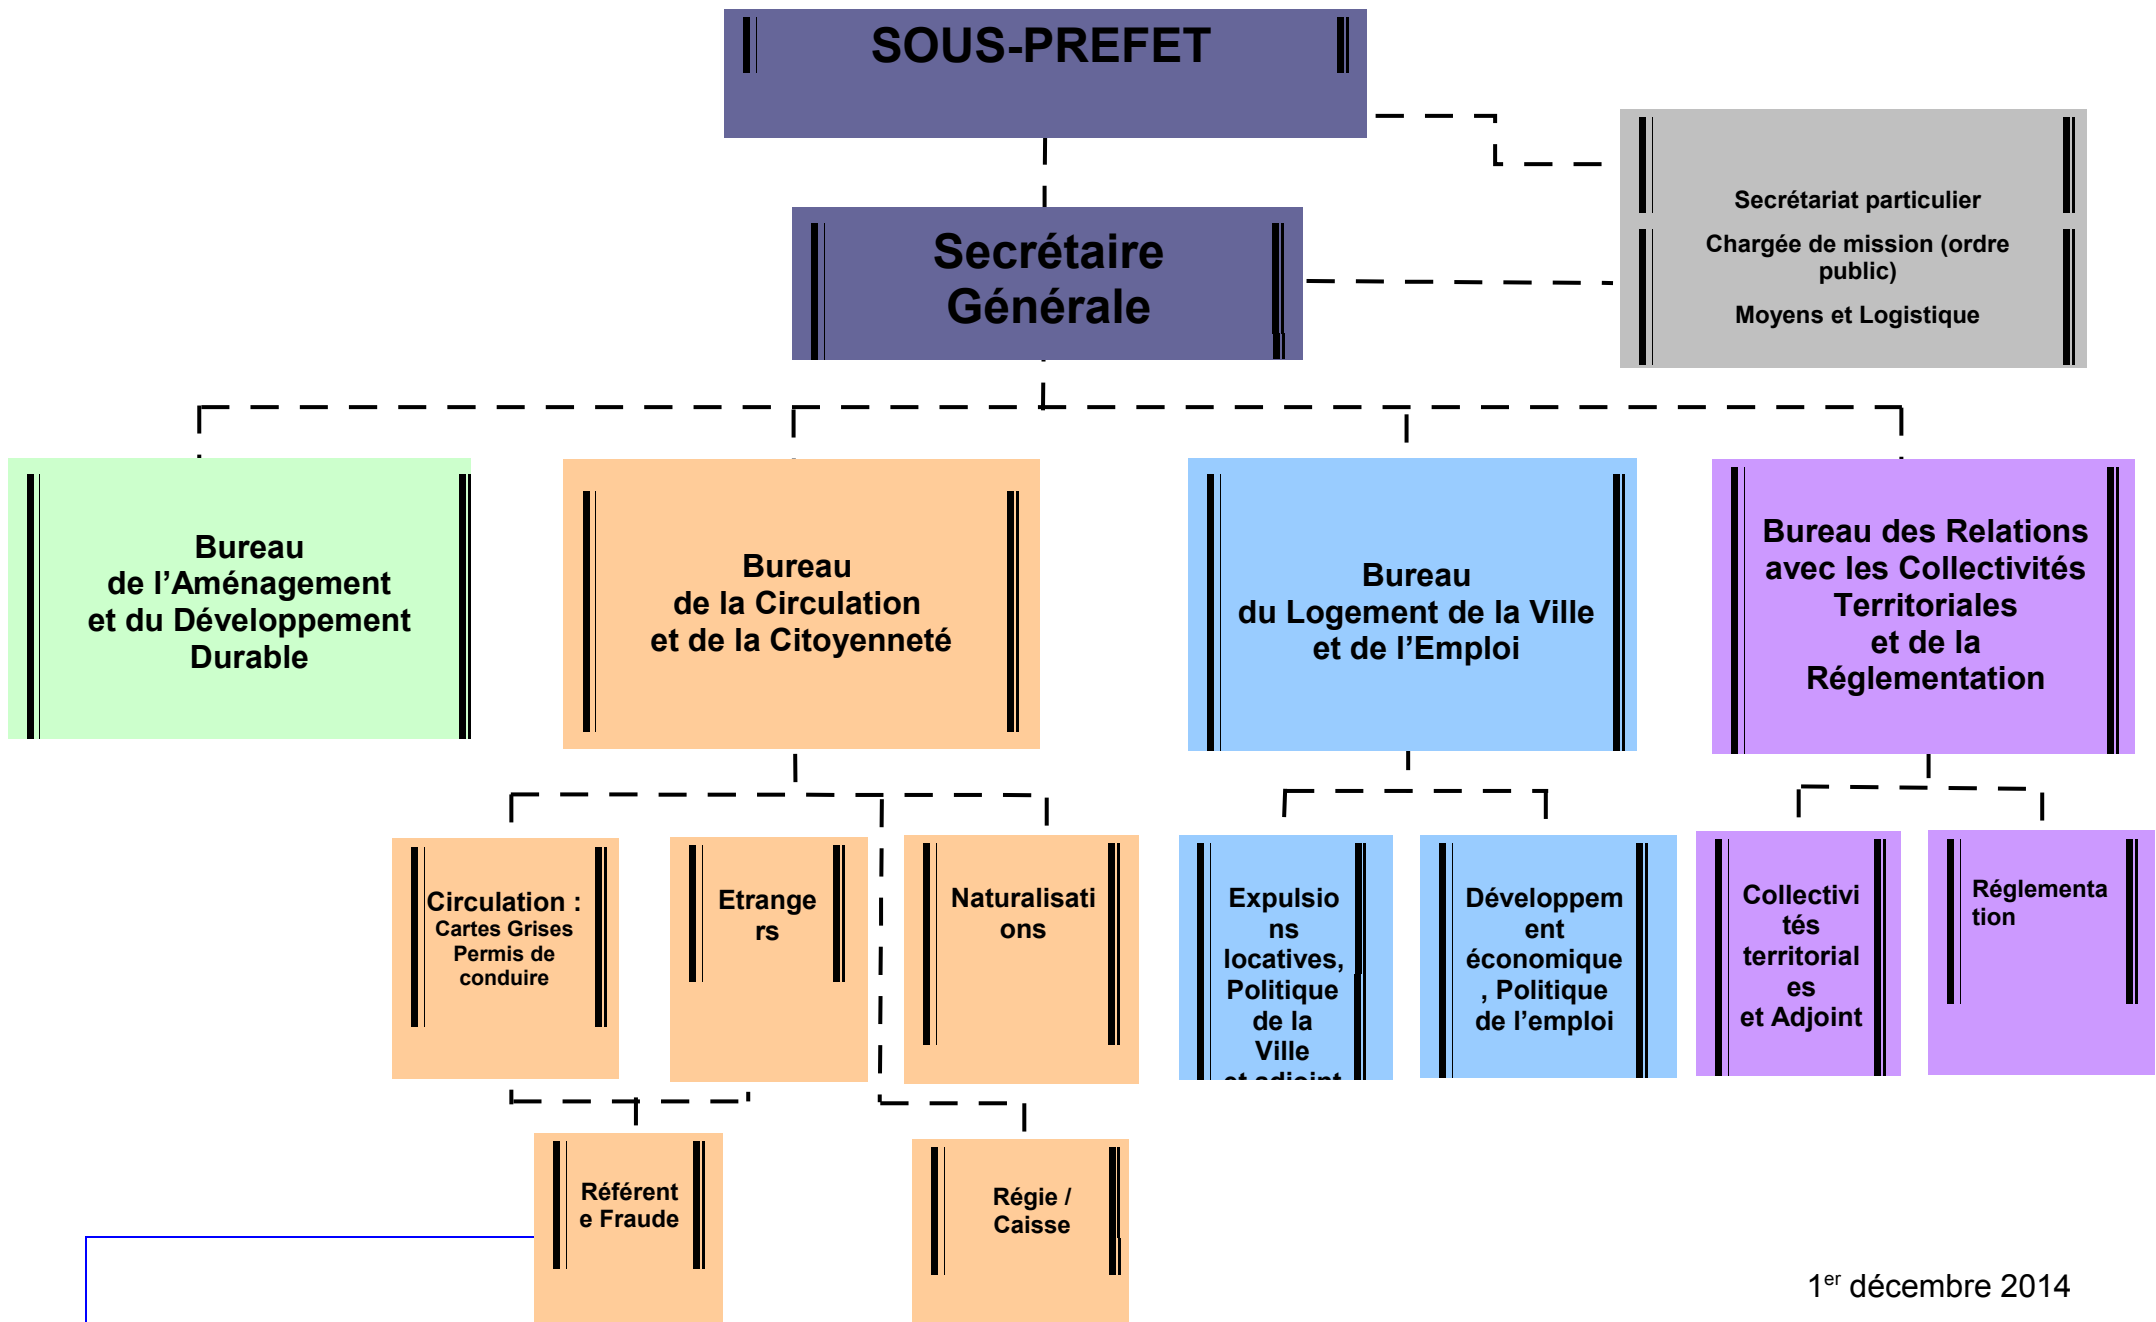 SOUS-PREFET
Secrétariat particulier
Chargée de mission (ordre
public)
Moyens et Logistique
Secrétaire
Générale
Bureau
de l’Aménagement
et du Développement
Durable
Bureau
de la Circulation
et de la Citoyenneté
Bureau
du Logement de la Ville
et de l’Emploi
Bureau des Relations
avec les Collectivités
Territoriales
et de la
Réglementation
Circulation :
Cartes Grises
Permis de
conduire
Etrange
rs
Naturalisati
ons
Expulsio
ns
locatives,
Politique
de la
Ville
et adjoint
Développem
ent
économique
, Politique
de l’emploi
Collectivi
tés
territorial
es
et Adjoint
Réglementa
tion
Référent
e Fraude
Régie /
Caisse
1er décembre 2014